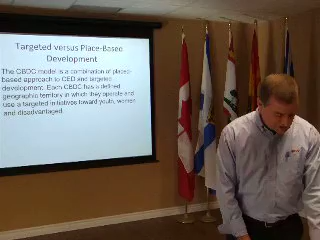 Targeted versus Place-Based
Development
The CBDC model is a combination of placed-
based approach to CED and targeted
development. Each CBDC has a defined
geographic territory in which they operate and
use a targeted initiatives toward youth, women
and disadvantaged.